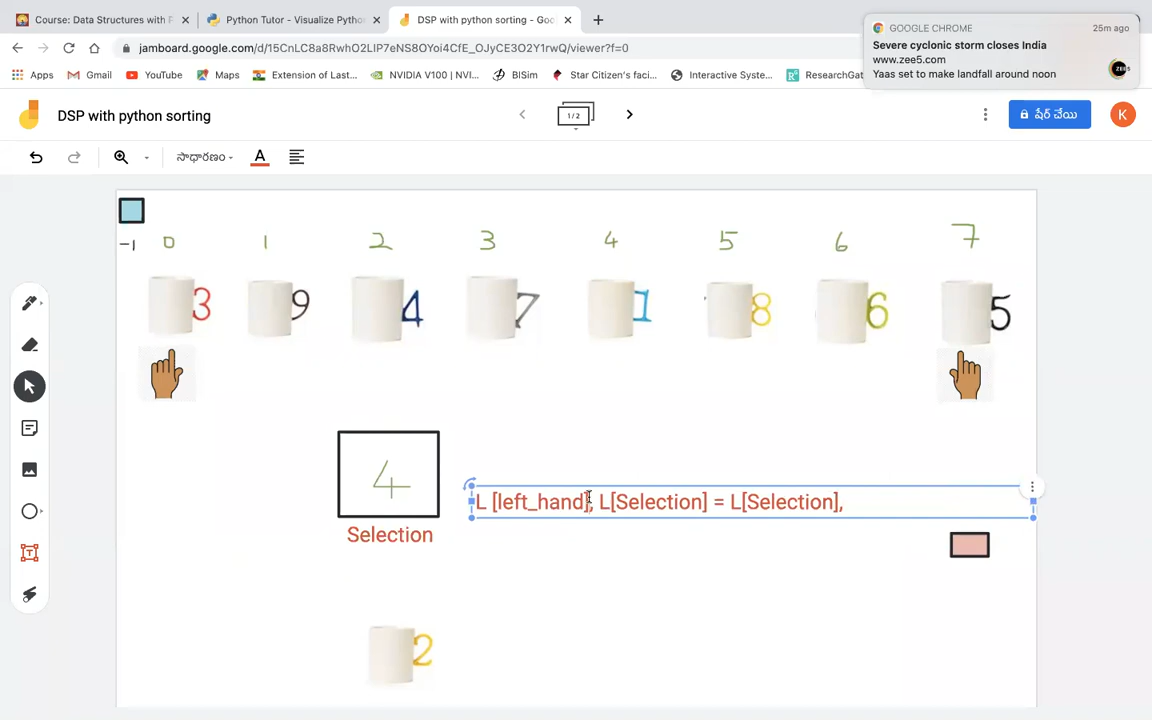 Course: Data Structures with P
Python Tutor - Visualize Pytho
DSP with python sorting - Goo
jamboard.google.com/d/15CnLC8a8RwhO2LIP7eNS8OYoi4CfE_OJyCE3O2Y1rwQ/viewer?f=0
GOOGLE CHROME
25m ago
Severe cyclonic storm closes India
www.zee5.com
Yaas set to make landfall around noon
ZEE5
Apps
Gmail
YouTube
Maps
Extension of Last...
NVIDIA V100 | NVI...
BISim
Star Citizen's faci...
Interactive Syste...
ResearchGat
DSP with python sorting
1/2
షేర్ చేయి
K
సాధారణం
A
-1 0 1 2 3 4 5 6 7
3 9 4 7 1 8 6 5
4
L [left_hand], L[Selection] = L[Selection],
Selection
2